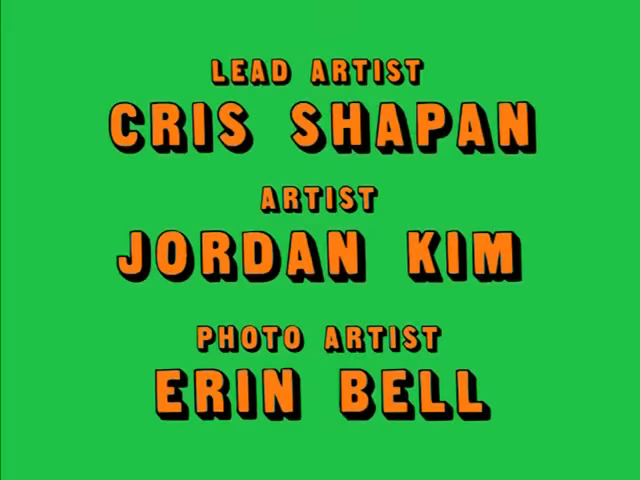 LEAD ARTIST
CRIS SHAPAN
ARTIST
JORDAN KIM
PHOTO ARTIST
ERIN BELL